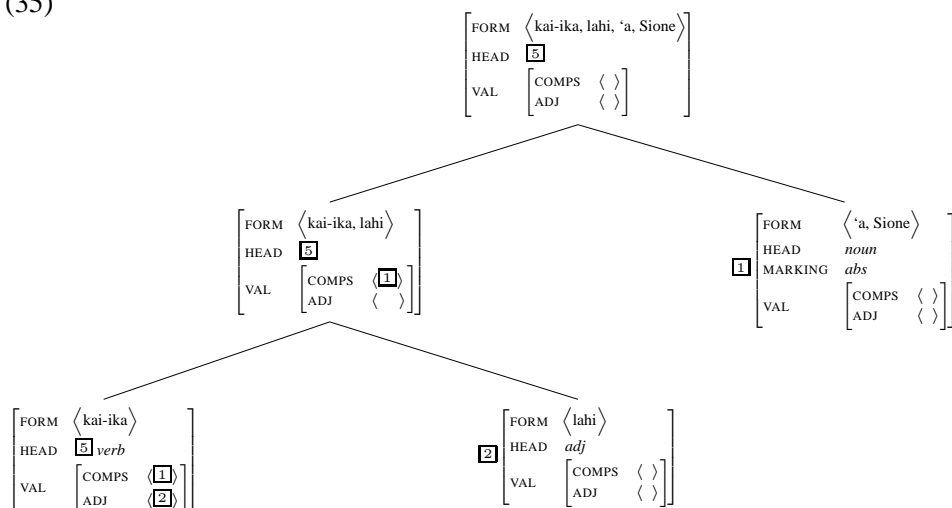 (35)
FORM ⟨kai-ika, lahi, ‘a, Sione⟩
HEAD 5
VAL COMPS ⟨ ⟩
ADJ ⟨ ⟩
FORM ⟨kai-ika, lahi⟩
HEAD 5
VAL COMPS ⟨1⟩
ADJ ⟨ ⟩
1 FORM ⟨‘a, Sione⟩
HEAD noun
MARKING abs
VAL COMPS ⟨ ⟩
ADJ ⟨ ⟩
FORM ⟨kai-ika⟩
HEAD 5 verb
VAL COMPS ⟨1⟩
ADJ ⟨2⟩
2 FORM ⟨lahi⟩
HEAD adj
VAL COMPS ⟨ ⟩
ADJ ⟨ ⟩